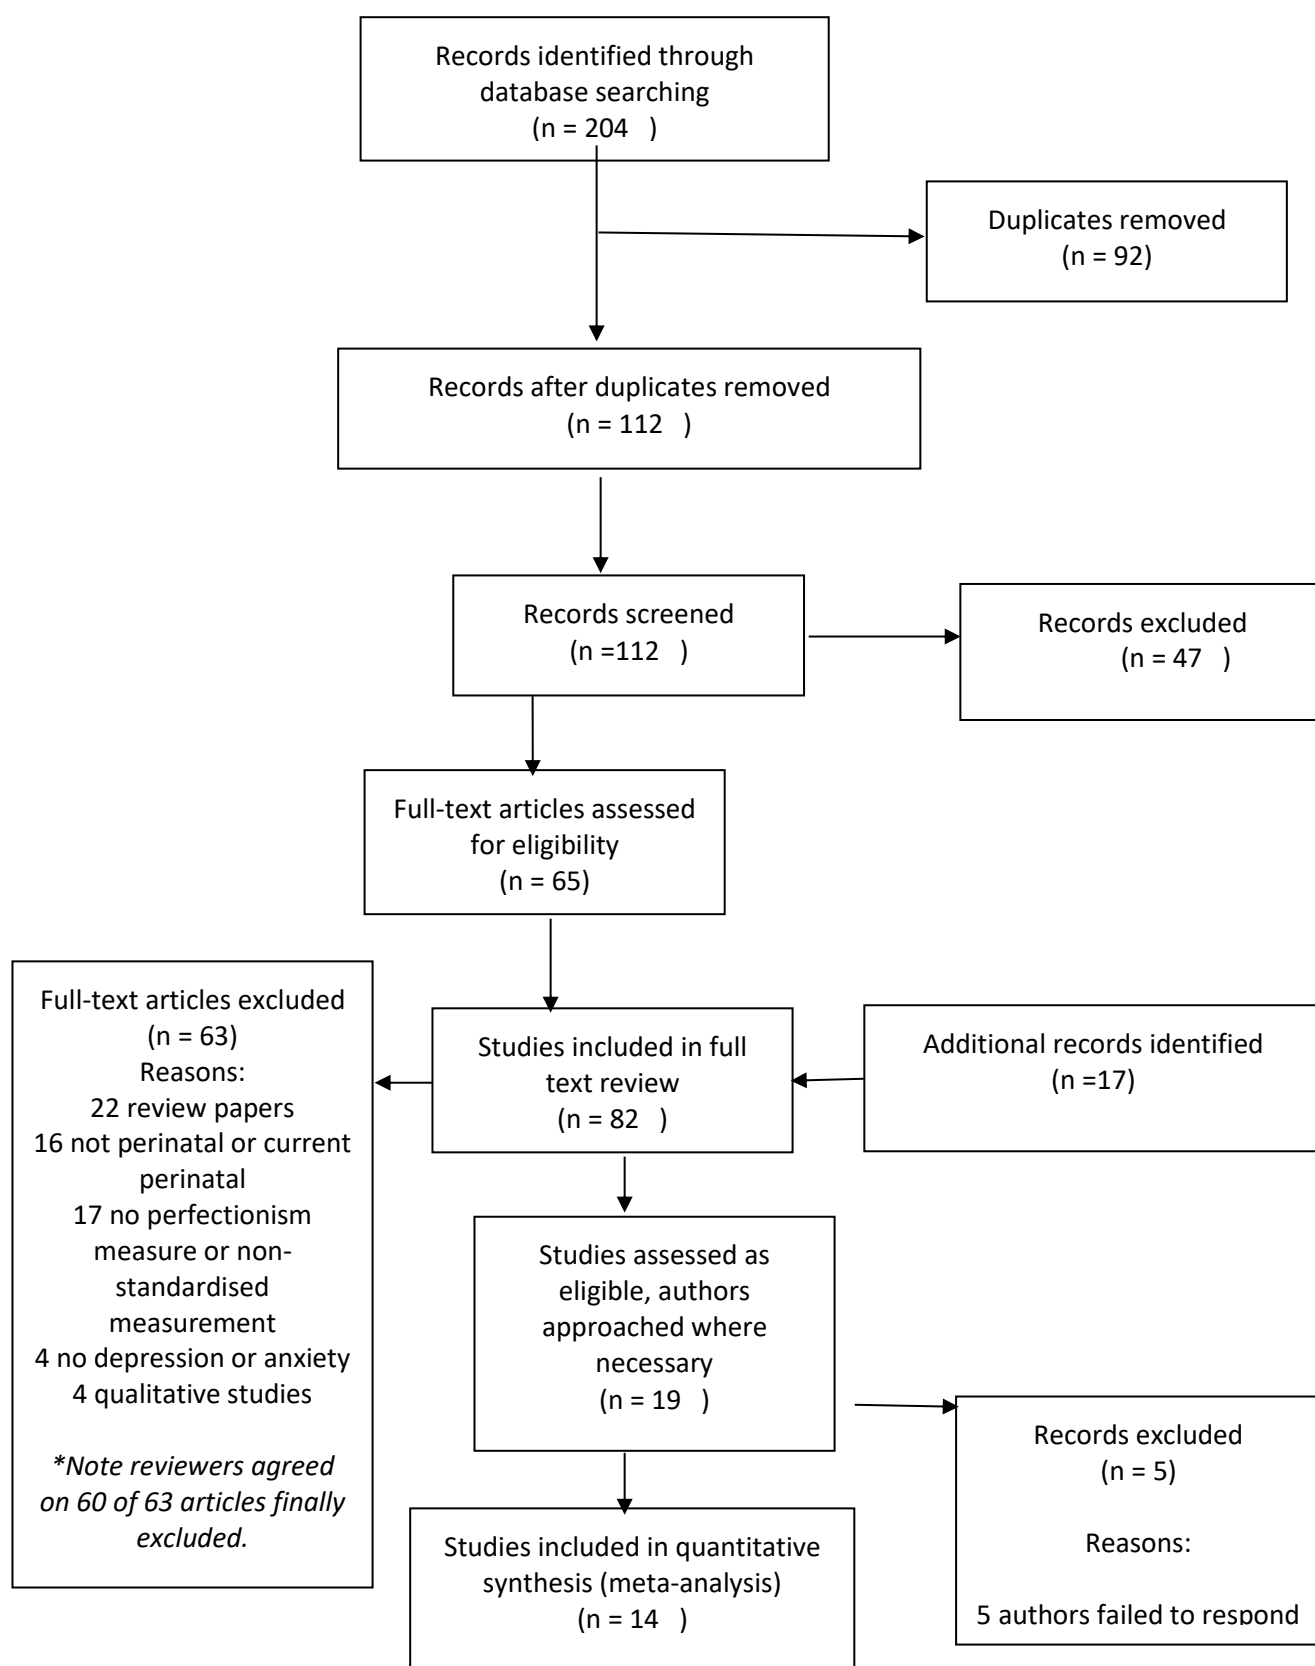 Records identified through
database searching
(n = 204   )
Duplicates removed
(n = 92)
Records after duplicates removed
(n = 112   )
Records screened
(n =112   )
Records excluded
(n = 47   )
Full-text articles assessed
for eligibility
(n = 65)
Full-text articles excluded
(n = 63)
Reasons:
22 review papers
16 not perinatal or current
perinatal
17 no perfectionism
measure or non-
standardised
measurement
4 no depression or anxiety
4 qualitative studies
*Note reviewers agreed
on 60 of 63 articles finally
excluded.
Studies included in full
text review
(n = 82   )
Additional records identified
(n =17)
Studies assessed as
eligible, authors
approached where
necessary
(n = 19   )
Records excluded
(n = 5)
Reasons:
5 authors failed to respond
Studies included in quantitative
synthesis (meta-analysis)
(n = 14   )